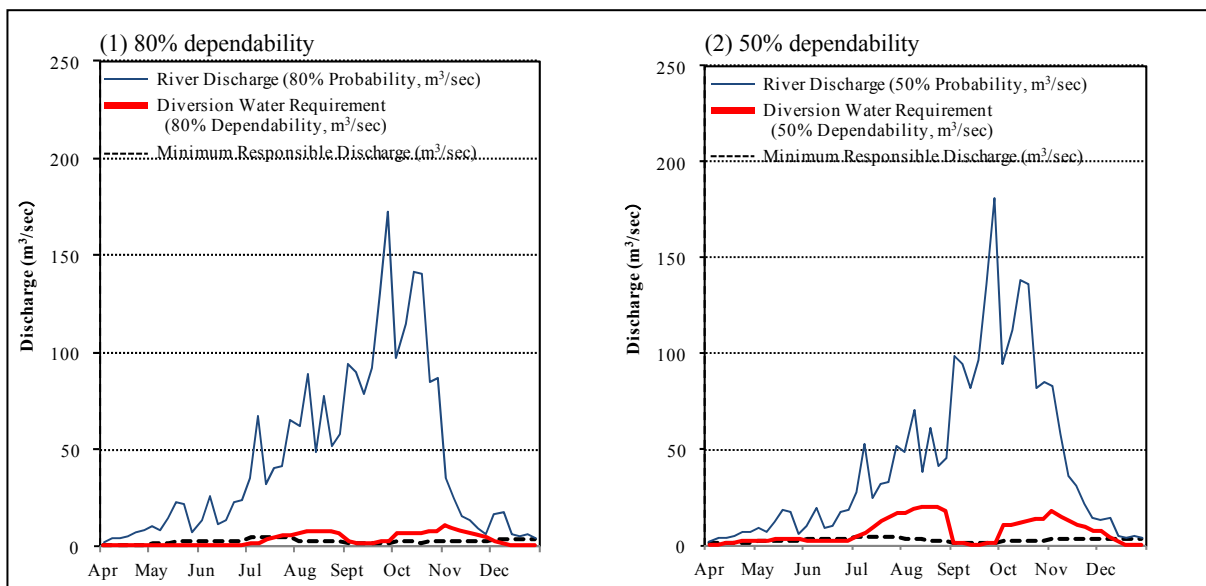 (1) 80% dependability
250
200
150
100
50
0
Discharge (m³/sec)
River Discharge (80% Probability, m³/sec)
Diversion Water Requirement
(80% Dependability, m³/sec)
Minimum Responsible Discharge (m³/sec)
Apr May Jun Jul Aug Sept Oct Nov Dec
(2) 50% dependability
250
200
150
100
50
0
Discharge (m³/sec)
River Discharge (50% Probability, m³/sec)
Diversion Water Requirement
(50% Dependability, m³/sec)
Minimum Responsible Discharge (m³/sec)
Apr May Jun Jul Aug Sept Oct Nov Dec